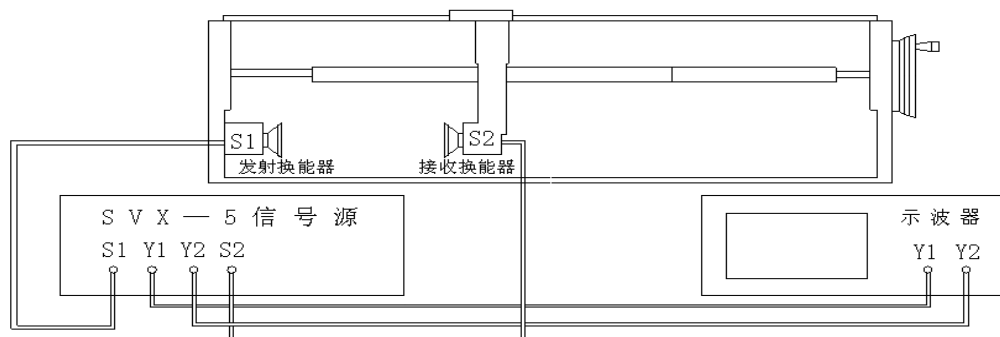 S1
S2
发射换能器
接收换能器
SVX—5信号源
S1 Y1 Y2 S2
示波器
Y1 Y2